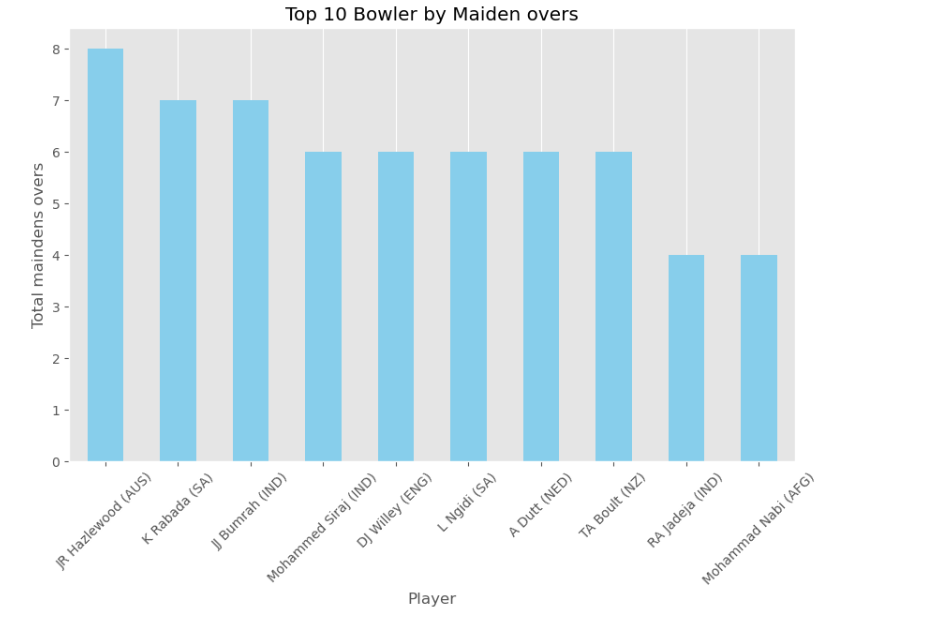 Top 10 Bowler by Maiden overs
Total maindens overs
8
7
6
5
4
3
2
1
0
JR Hazlewood (AUS)
K Rabada (SA)
JJ Bumrah (IND)
Mohammed Siraj (IND)
DJ Willey (ENG)
L Ngidi (SA)
A Dutt (NED)
TA Boult (NZ)
RA Jadeja (IND)
Mohammad Nabi (AFG)
Player